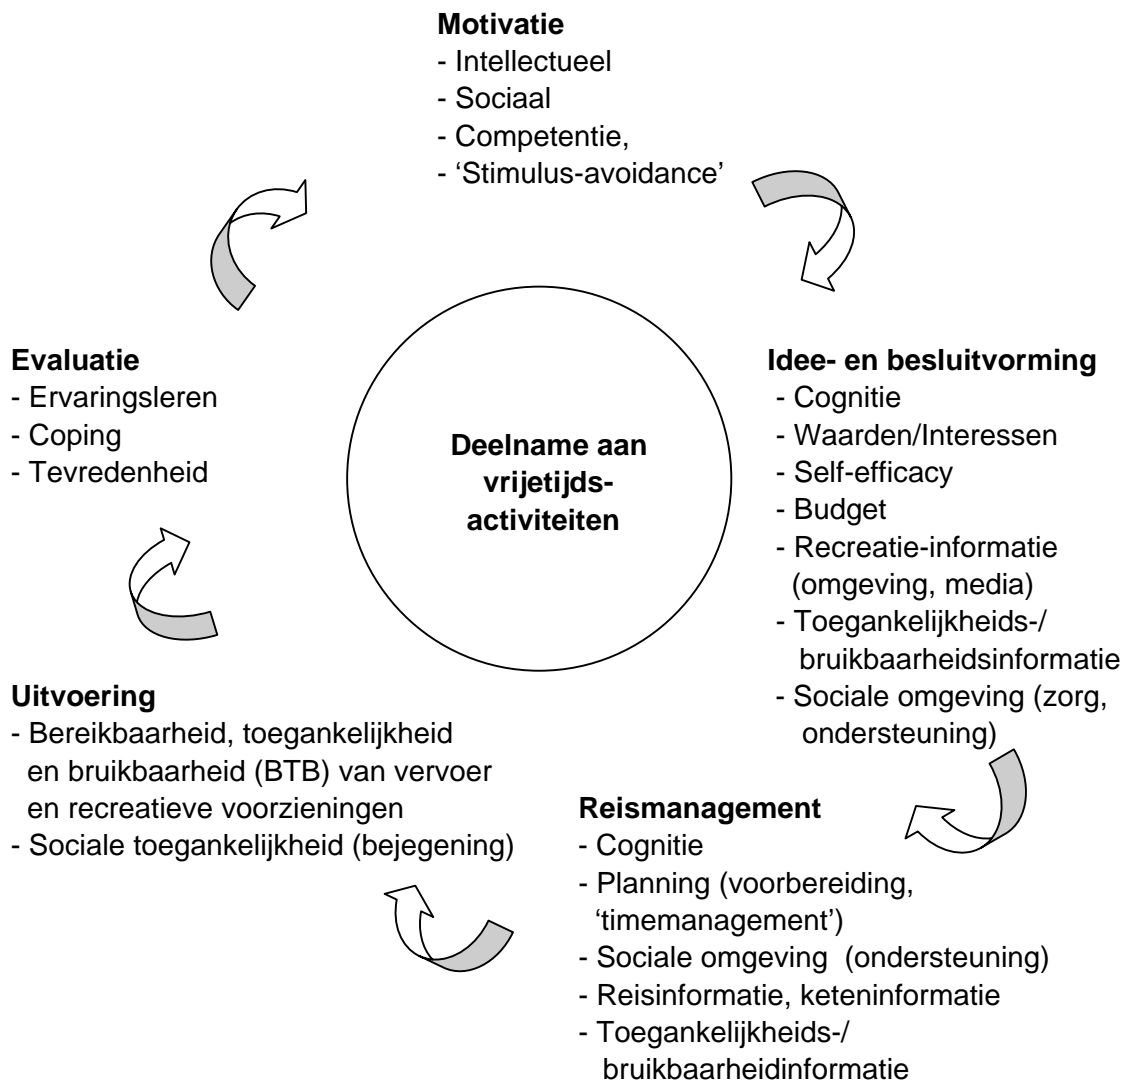 Motivatie
- Intellectueel
- Sociaal
- Competentie,
- ‘Stimulus-avoidance’
Idee- en besluitvorming
- Cognitie
- Waarden/Interessen
- Self-efficacy
- Budget
- Recreatie-informatie
(omgeving, media)
- Toegankelijkheids-/
bruikbaarheidsinformatie
- Sociale omgeving (zorg,
ondersteuning)
Reismanagement
- Cognitie
- Planning (voorbereiding,
‘timemanagement’)
- Sociale omgeving (ondersteuning)
- Reisinformatie, keteninformatie
- Toegankelijkheids-/
bruikbaarheidinformatie
Uitvoering
- Bereikbaarheid, toegankelijkheid
en bruikbaarheid (BTB) van vervoer
en recreatieve voorzieningen
- Sociale toegankelijkheid (bejegening)
Evaluatie
- Ervaringsleren
- Coping
- Tevredenheid
Deelname aan
vrijetijds-
activiteiten